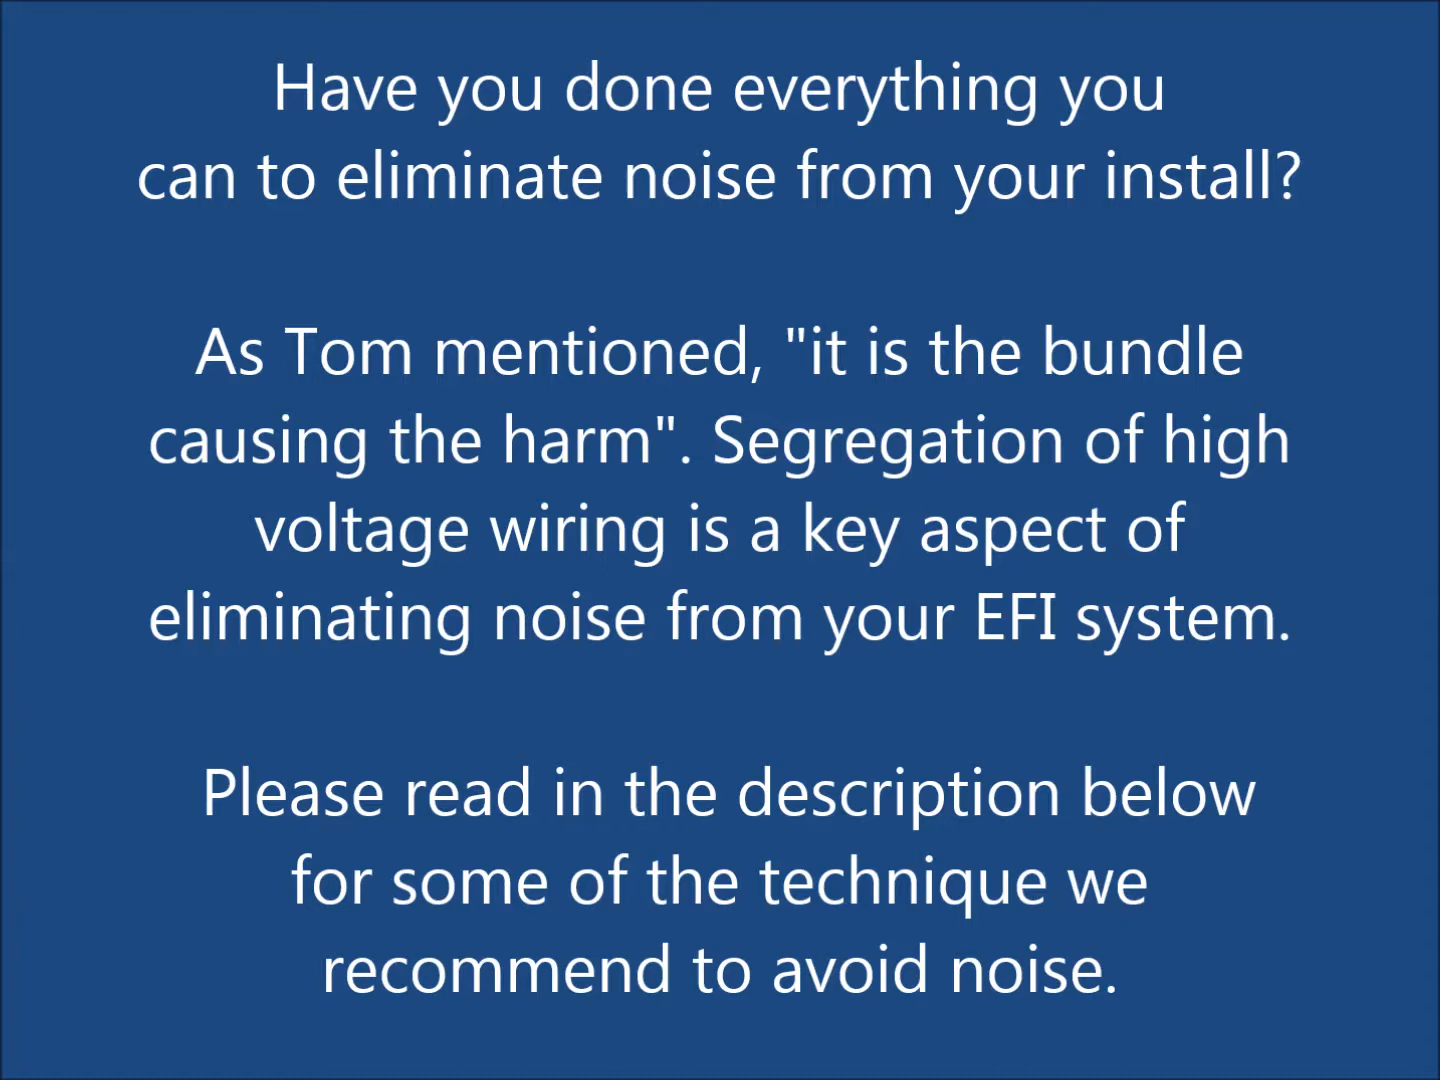 Have you done everything you
can to eliminate noise from your install?
As Tom mentioned, "it is the bundle
causing the harm". Segregation of high
voltage wiring is a key aspect of
eliminating noise from your EFI system.
Please read in the description below
for some of the technique we
recommend to avoid noise.